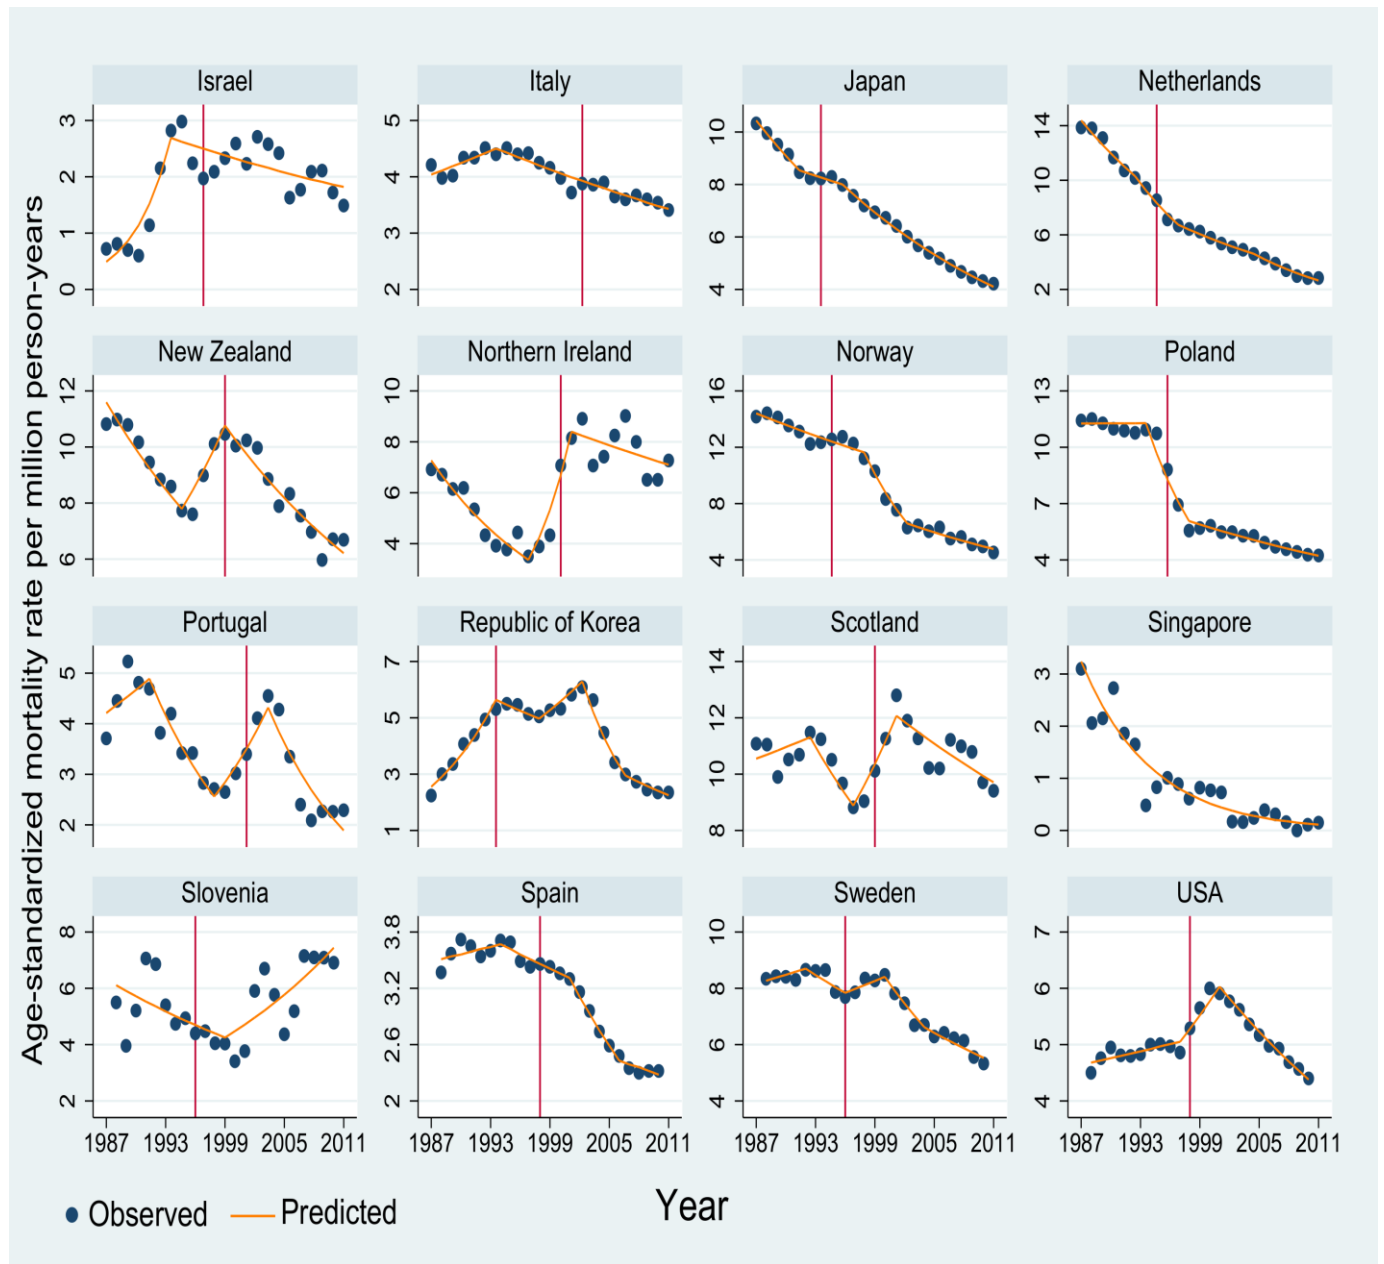 Age-standardized mortality rate per million person-years
Israel Italy Japan Netherlands
3 5 10 14
2 4 8 10
1 3 6 6
0 2 4 2
New Zealand Northern Ireland Norway Poland
12 10 16 13
10 8 12 10
8 6 8 7
6 4 4 4
Portugal Republic of Korea Scotland Singapore
5 7 14 3
4 5 12 2
3 3 10 1
2 1 8 0
Slovenia Spain Sweden USA
8 3.8 10 7
6 3.2 8 6
4 2.6 6 5
2 2 4 4
1987 1993 1999 2005 2011 1987 1993 1999 2005 2011 1987 1993 1999 2005 2011 1987 1993 1999 2005 2011
Year
Observed Predicted